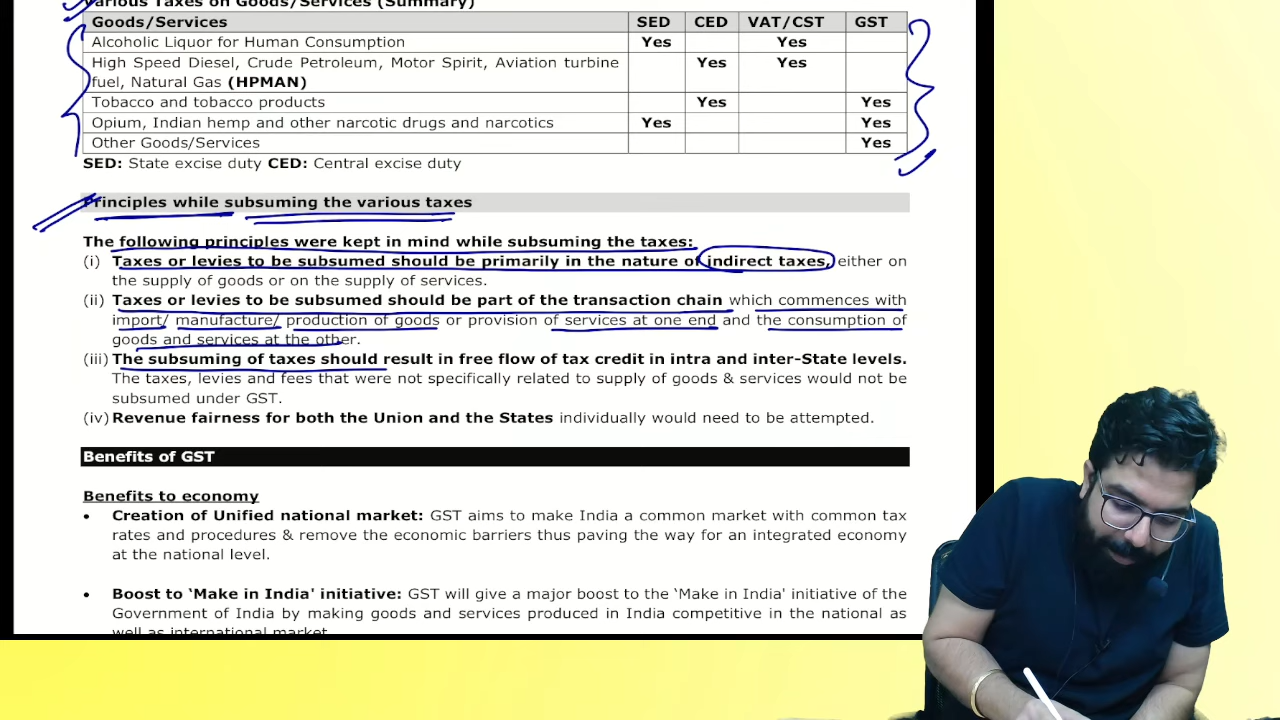 Various Taxes on Goods/Services (Summary)
Goods/Services SED CED VAT/CST GST
Alcoholic Liquor for Human Consumption Yes Yes
High Speed Diesel, Crude Petroleum, Motor Spirit, Aviation turbine Yes Yes
fuel, Natural Gas (HPMAN)
Tobacco and tobacco products Yes Yes
Opium, Indian hemp and other narcotic drugs and narcotics Yes Yes
Other Goods/Services Yes
SED: State excise duty CED: Central excise duty
Principles while subsuming the various taxes
The following principles were kept in mind while subsuming the taxes:
(i) Taxes or levies to be subsumed should be primarily in the nature of indirect taxes, either on
the supply of goods or on the supply of services.
(ii) Taxes or levies to be subsumed should be part of the transaction chain which commences with
import/ manufacture/ production of goods or provision of services at one end and the consumption of
goods and services at the other.
(iii) The subsuming of taxes should result in free flow of tax credit in intra and inter-State levels.
The taxes, levies and fees that were not specifically related to supply of goods & services would not be
subsumed under GST.
(iv) Revenue fairness for both the Union and the States individually would need to be attempted.
Benefits of GST
Benefits to economy
• Creation of Unified national market: GST aims to make India a common market with common tax
rates and procedures & remove the economic barriers thus paving the way for an integrated economy
at the national level.
• Boost to ‘Make in India' initiative: GST will give a major boost to the ‘Make in India' initiative of the
Government of India by making goods and services produced in India competitive in the national as
well as international market.